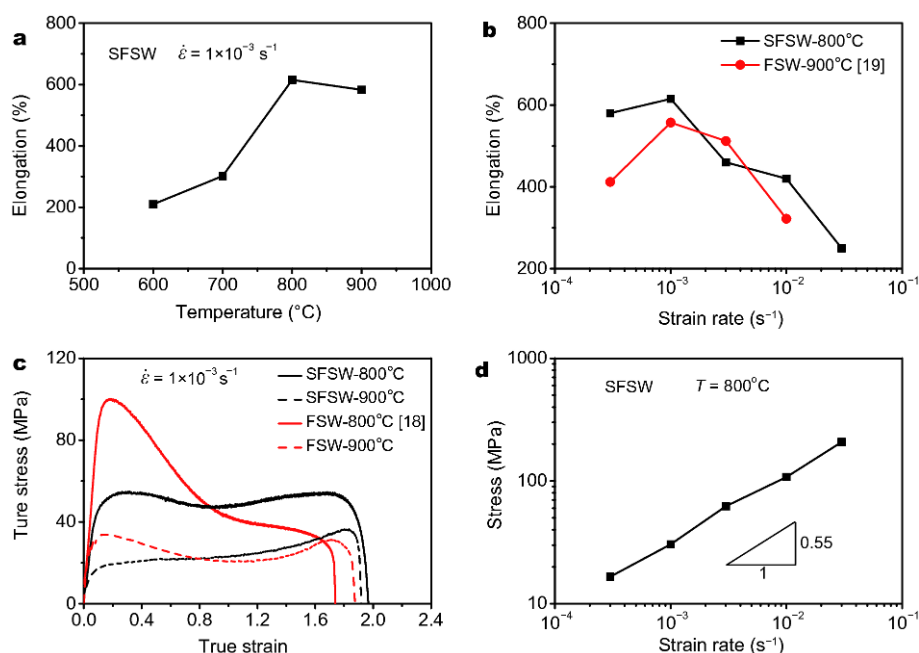 a
SFSW ε̇ = 1×10⁻³ s⁻¹
800
600
400
200
0
500 600 700 800 900 1000
Elongation (%)
Temperature (°C)
b
SFSW-800°C
FSW-900°C [19]
800
600
400
200
10⁻⁴ 10⁻³ 10⁻² 10⁻¹
Elongation (%)
Strain rate (s⁻¹)
c
ε̇ = 1×10⁻³ s⁻¹
SFSW-800°C
SFSW-900°C
FSW-800°C [18]
FSW-900°C
120
80
40
0
0.0 0.4 0.8 1.2 1.6 2.0 2.4
Ture stress (MPa)
True strain
d
SFSW T = 800°C
1000
100
10
0.55
1
10⁻⁴ 10⁻³ 10⁻² 10⁻¹
Stress (MPa)
Strain rate (s⁻¹)